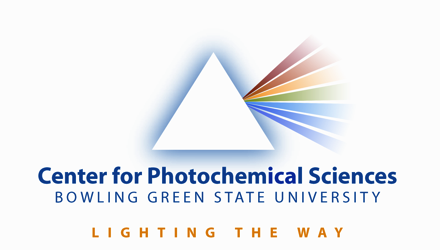 Center for Photochemical Sciences
BOWLING GREEN STATE UNIVERSITY
LIGHTING THE WAY